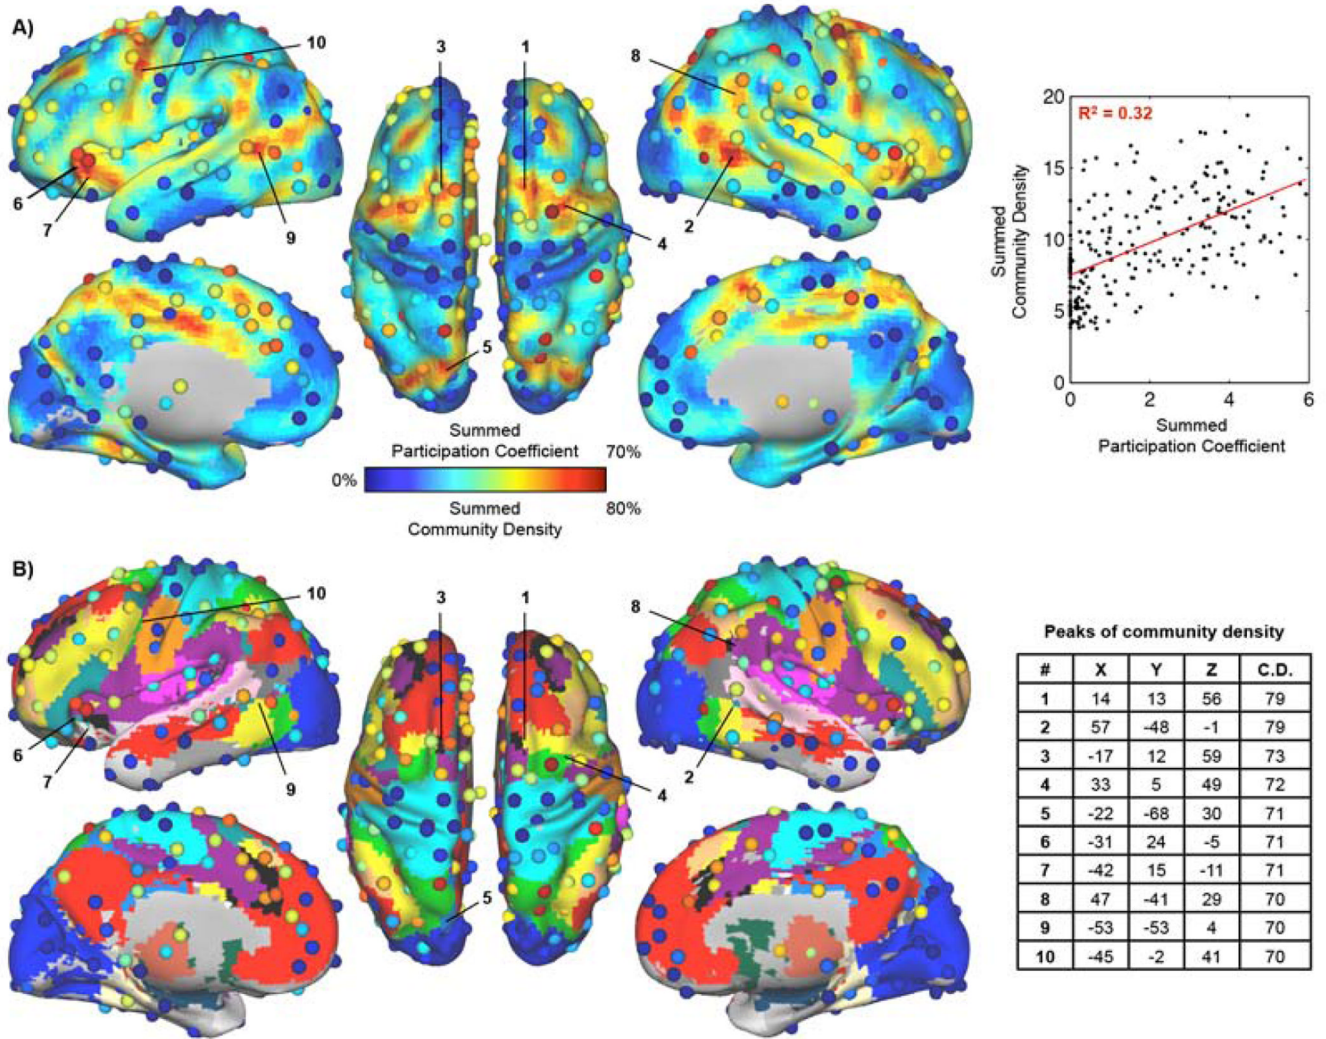 A)
10
3
1
8
6
7
9
2
4
5
R² = 0.32
20
15
10
5
0
Summed
Community Density
0
2
4
6
Summed
Participation Coefficient
Summed
Participation Coefficient
70%
0%
80%
Summed
Community Density
B)
10
3
1
8
6
7
9
2
4
5
Peaks of community density
# X Y Z C.D.
1 14 13 56 79
2 57 -48 -1 79
3 -17 12 59 73
4 33 5 49 72
5 -22 -68 30 71
6 -31 24 -5 71
7 -42 15 -11 71
8 47 -41 29 70
9 -53 -53 4 70
10 -45 -2 41 70